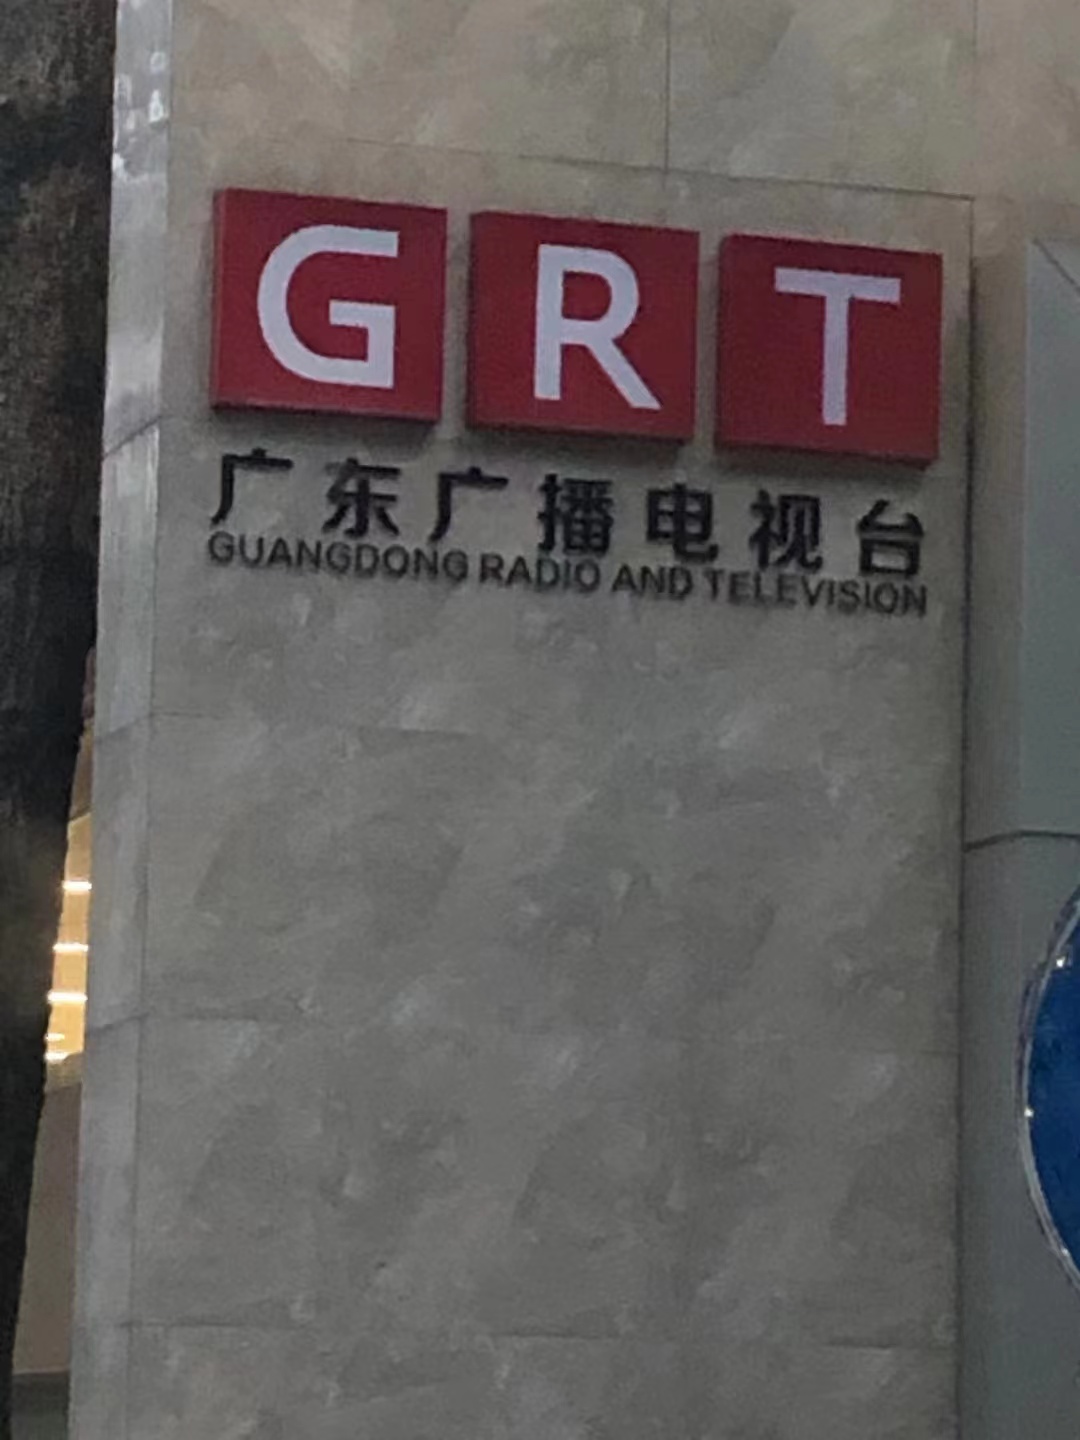 GRT
广东广播电视台
GUANGDONG RADIO AND TELEVISION